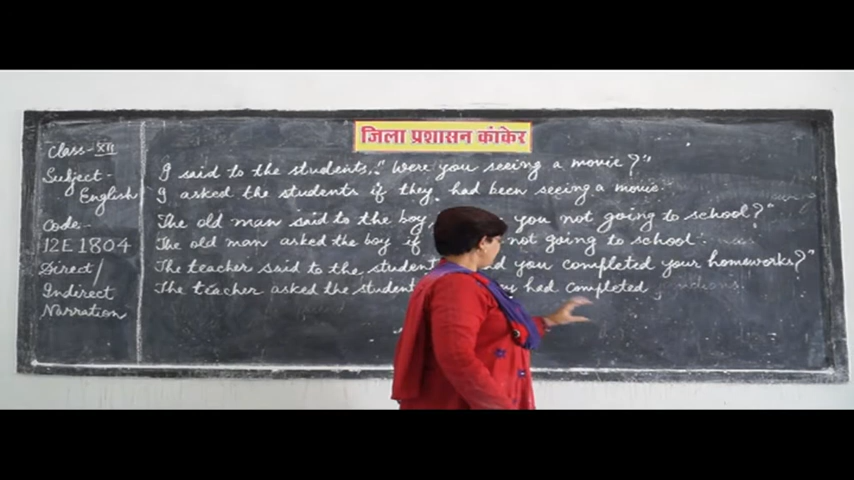 जिला प्रशासन कांकेर
Class-XII
Subject-
English
Code:-
12E1804
Direct/
Indirect
Narration
I said to the students, "Were you seeing a movie?"
I asked the students if they had been seeing a movie.
The old man said to the boy, you not going to school?"
The old man asked the boy if not going to school.
The teacher said to the student you completed your homeworks?"
The teacher asked the student had completed